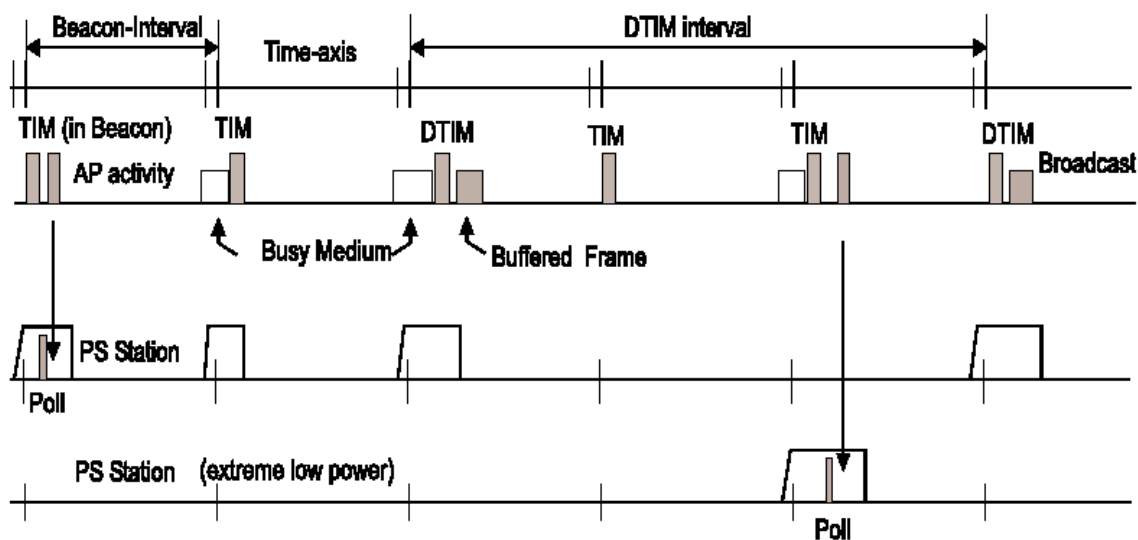 Beacon-Interval
DTIM interval
Time-axis
TIM (in Beacon)
TIM
DTIM
TIM
TIM
DTIM
AP activity
Broadcast
Busy Medium
Buffered Frame
PS Station
Poll
PS Station (extreme low power)
Poll